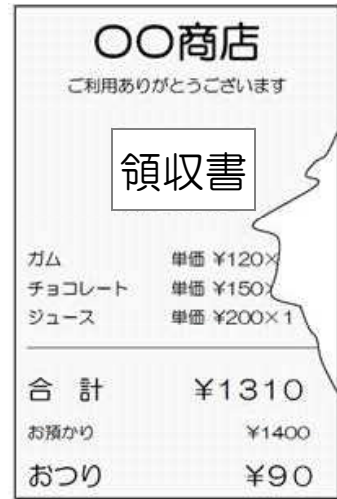 〇〇商店
ご利用ありがとうございます
領収書
ガム 単価 ¥120×
チョコレート 単価 ¥150×
ジュース 単価 ¥200×1
合 計 ¥1310
お預かり ¥1400
おつり ¥90